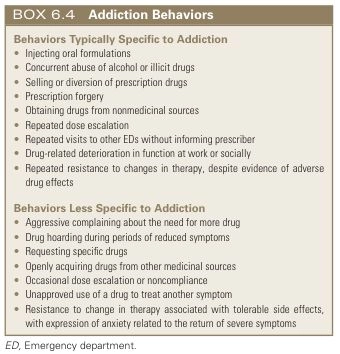 BOX 6.4 Addiction Behaviors
Behaviors Typically Specific to Addiction
• Injecting oral formulations
• Concurrent abuse of alcohol or illicit drugs
• Selling or diversion of prescription drugs
• Prescription forgery
• Obtaining drugs from nonmedicinal sources
• Repeated dose escalation
• Repeated visits to other EDs without informing prescriber
• Drug-related deterioration in function at work or socially
• Repeated resistance to changes in therapy, despite evidence of adverse
drug effects
Behaviors Less Specific to Addiction
• Aggressive complaining about the need for more drug
• Drug hoarding during periods of reduced symptoms
• Requesting specific drugs
• Openly acquiring drugs from other medicinal sources
• Occasional dose escalation or noncompliance
• Unapproved use of a drug to treat another symptom
• Resistance to change in therapy associated with tolerable side effects,
with expression of anxiety related to the return of severe symptoms
ED, Emergency department.